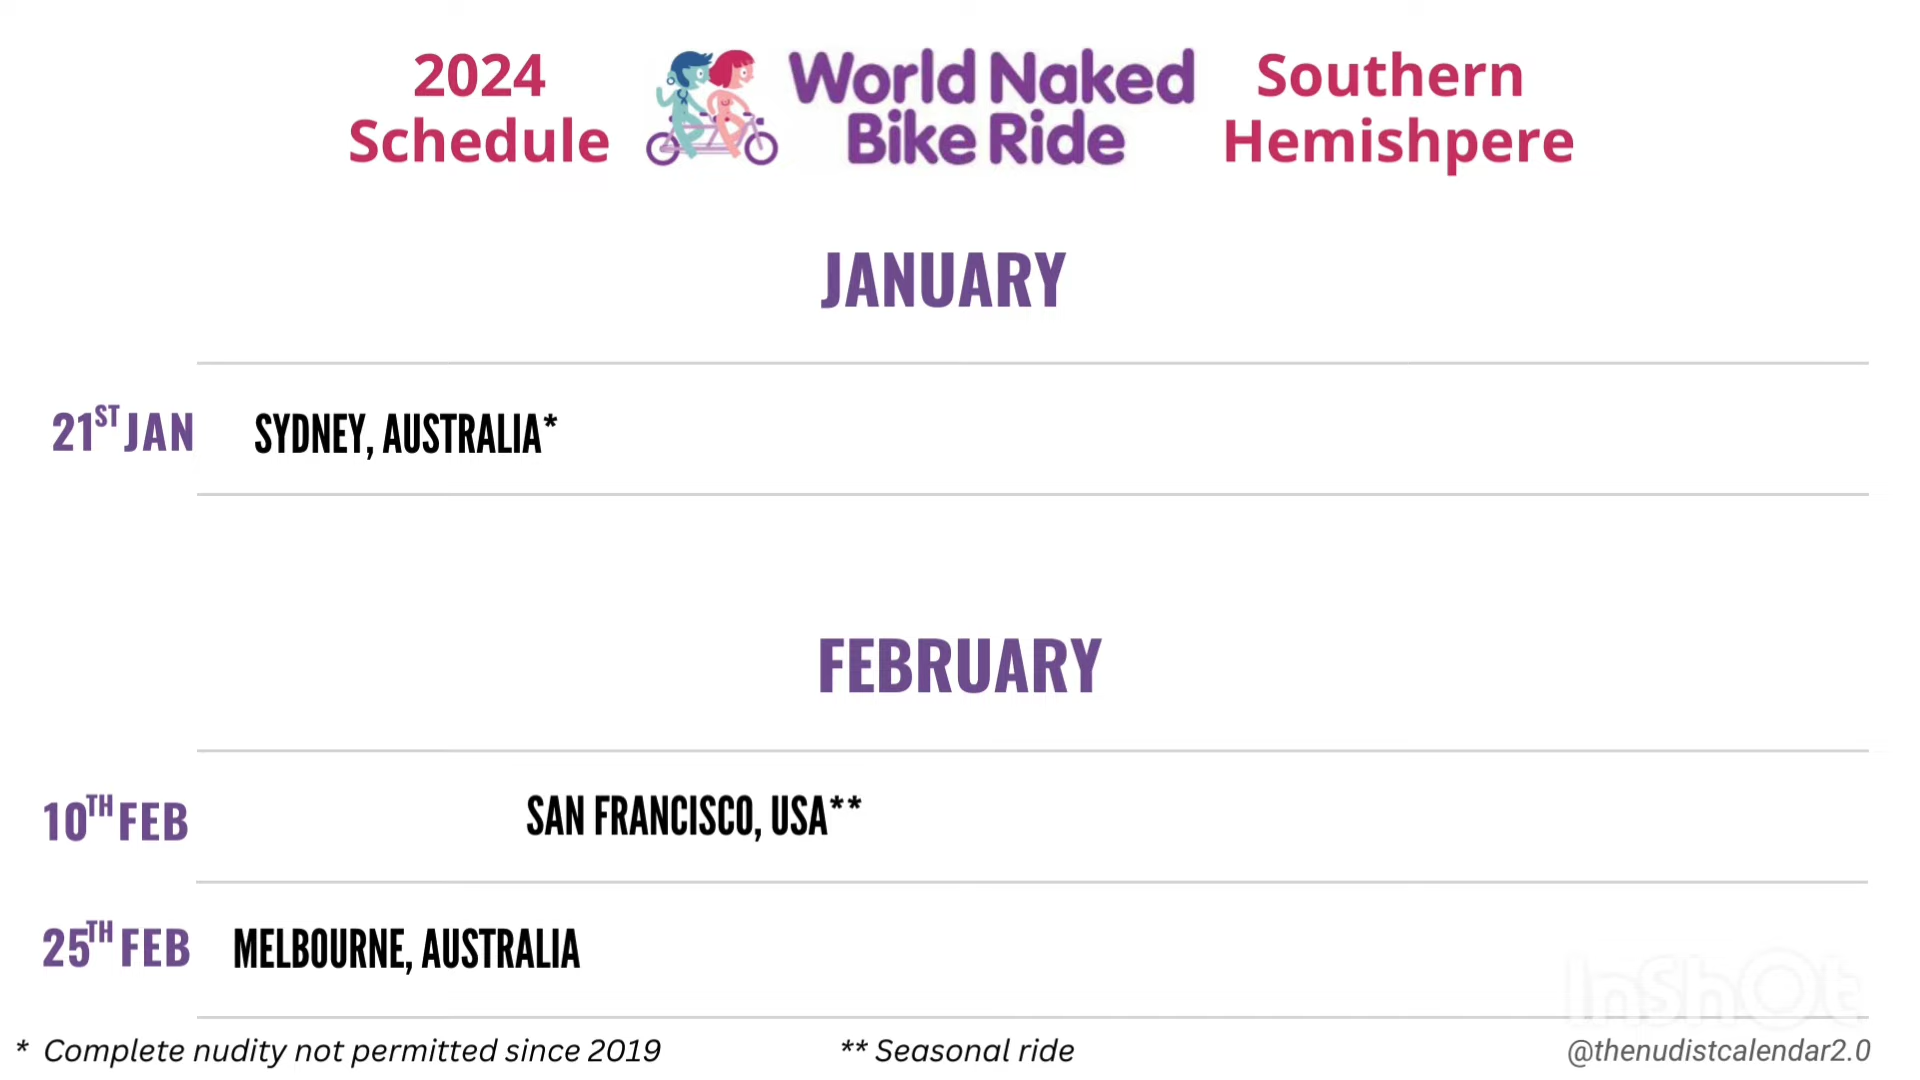 2024
Schedule
World Naked
Bike Ride
Southern
Hemishpere
JANUARY
21ST JAN
SYDNEY, AUSTRALIA*
FEBRUARY
10TH FEB
SAN FRANCISCO, USA**
25TH FEB
MELBOURNE, AUSTRALIA
* Complete nudity not permitted since 2019
** Seasonal ride
InShOt
@thenudistcalendar2.0